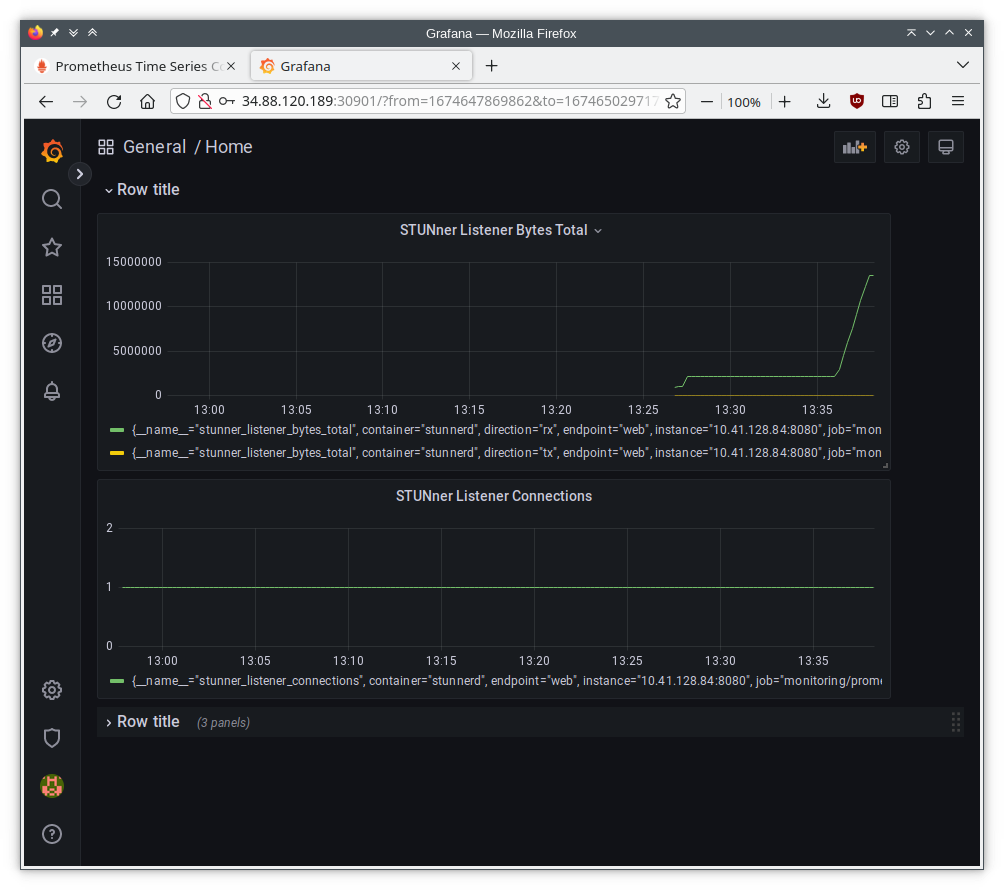 Grafana — Mozilla Firefox
Prometheus Time Series C
Grafana
34.88.120.189:30901/?from=1674647869862&to=167465029717
100%
General / Home
Row title
STUNner Listener Bytes Total
15000000
10000000
5000000
0
13:00 13:05 13:10 13:15 13:20 13:25 13:30 13:35
{__name__="stunner_listener_bytes_total", container="stunnerd", direction="rx", endpoint="web", instance="10.41.128.84:8080", job="mon
{__name__="stunner_listener_bytes_total", container="stunnerd", direction="tx", endpoint="web", instance="10.41.128.84:8080", job="mon
STUNner Listener Connections
2
1
0
13:00 13:05 13:10 13:15 13:20 13:25 13:30 13:35
{__name__="stunner_listener_connections", container="stunnerd", endpoint="web", instance="10.41.128.84:8080", job="monitoring/prome
Row title (3 panels)